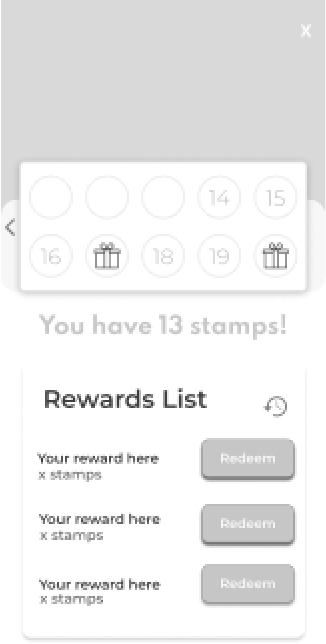 X
14 15
16 18 19
You have 13 stamps!
Rewards List
Your reward here
x stamps
Redeem
Your reward here
x stamps
Redeem
Your reward here
x stamps
Redeem